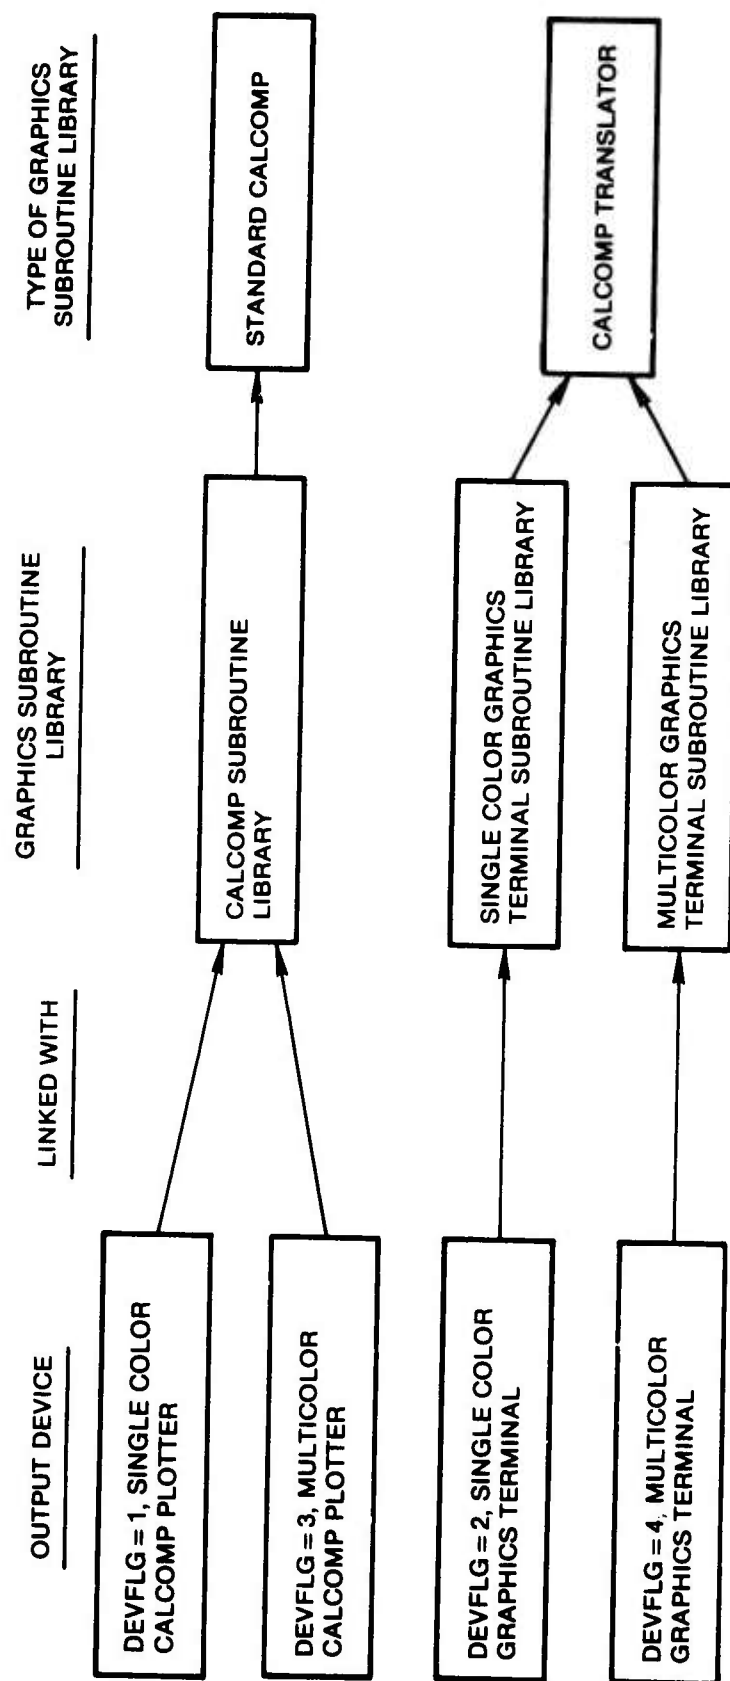 OUTPUT DEVICE
LINKED WITH
GRAPHICS SUBROUTINE
LIBRARY
TYPE OF GRAPHICS
SUBROUTINE LIBRARY
DEVFLG = 1, SINGLE COLOR
CALCOMP PLOTTER
DEVFLG = 3, MULTICOLOR
CALCOMP PLOTTER
CALCOMP SUBROUTINE
LIBRARY
STANDARD CALCOMP
DEVFLG = 2, SINGLE COLOR
GRAPHICS TERMINAL
SINGLE COLOR GRAPHICS
TERMINAL SUBROUTINE LIBRARY
DEVFLG = 4, MULTICOLOR
GRAPHICS TERMINAL
MULTICOLOR GRAPHICS
TERMINAL SUBROUTINE LIBRARY
CALCOMP TRANSLATOR